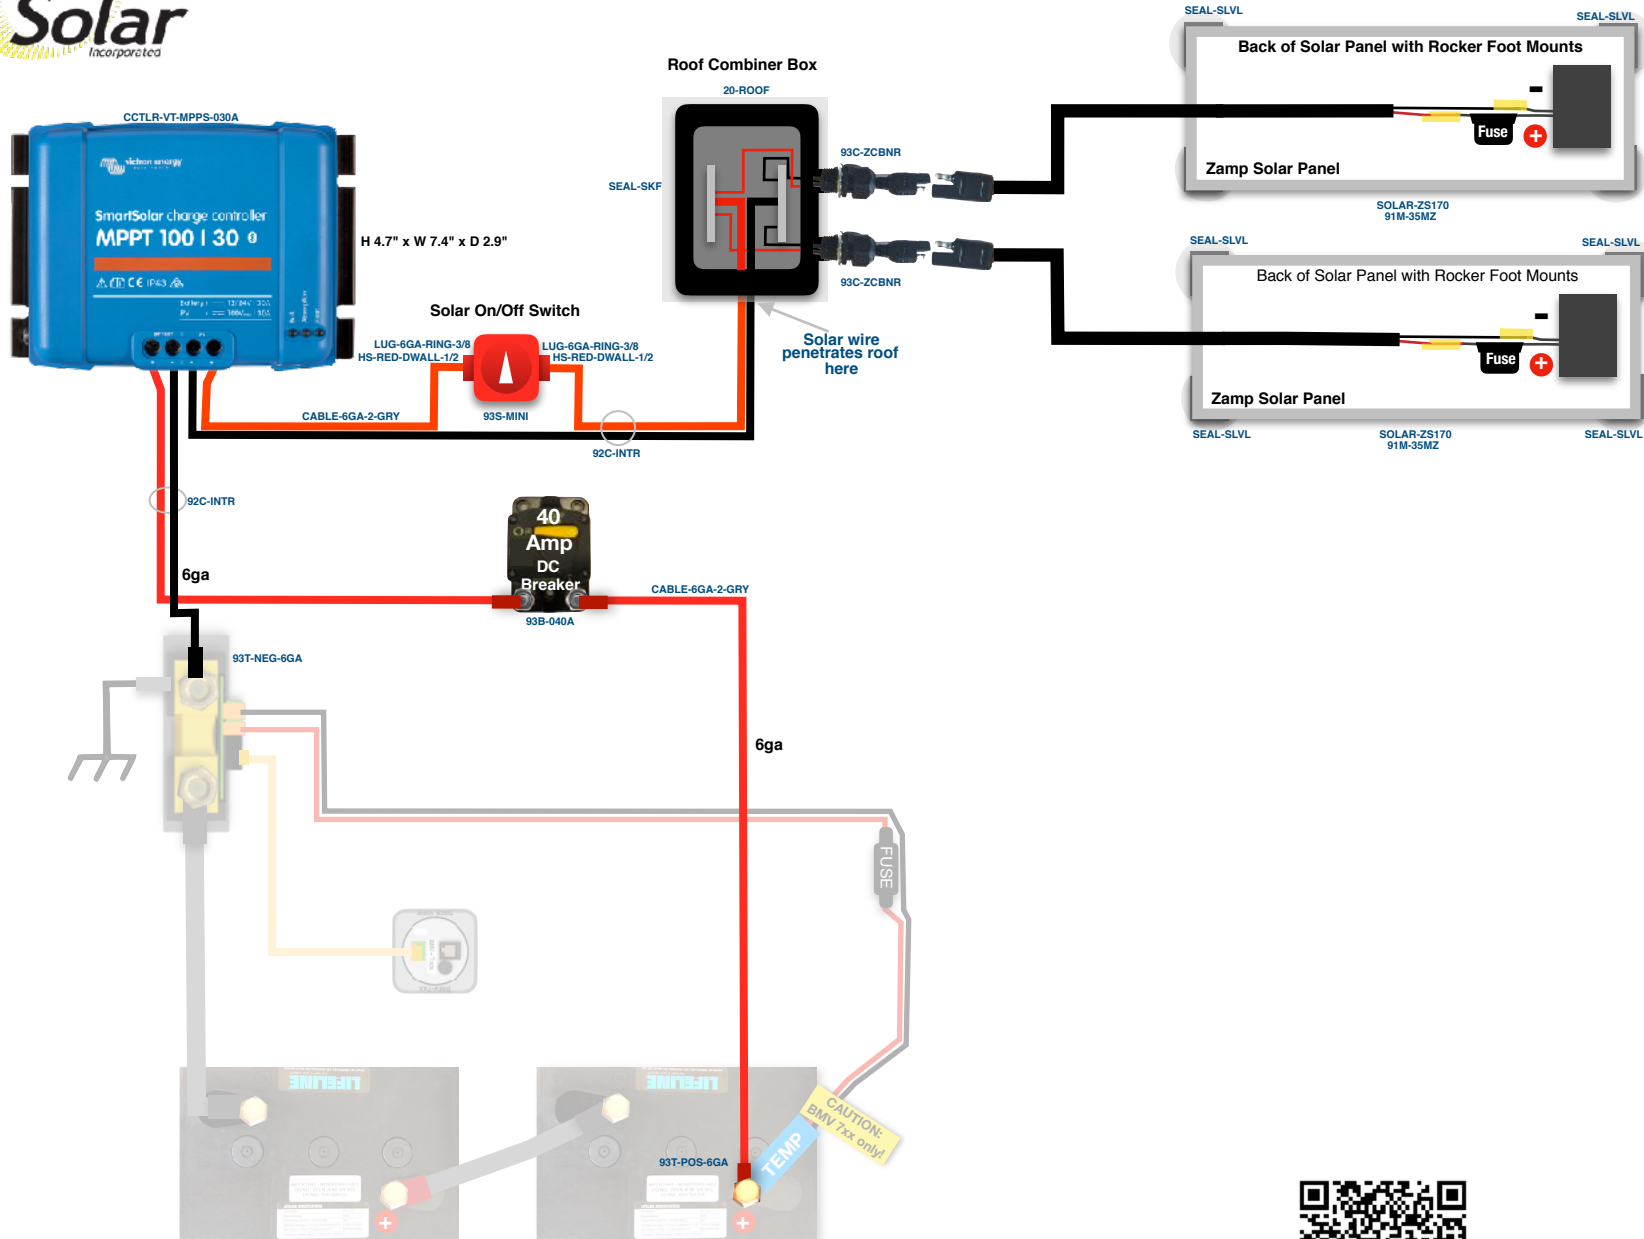 Solar
Incorporated
SEAL-SLVL
SEAL-SLVL
Back of Solar Panel with Rocker Foot Mounts
-
Fuse
+
Zamp Solar Panel
SOLAR-ZS170
91M-35MZ
Roof Combiner Box
20-ROOF
93C-ZCBNR
SEAL-SKF
93C-ZCBNR
Solar wire
penetrates roof
here
CCTLR-VT-MPPS-030A
victron energy
SmartSolar charge controller
MPPT 100 | 30
CE IP43
H 4.7" x W 7.4" x D 2.9"
SEAL-SLVL
SEAL-SLVL
Back of Solar Panel with Rocker Foot Mounts
-
Fuse
+
Zamp Solar Panel
SEAL-SLVL
SOLAR-ZS170
91M-35MZ
SEAL-SLVL
Solar On/Off Switch
LUG-6GA-RING-3/8
HS-RED-DWALL-1/2
LUG-6GA-RING-3/8
HS-RED-DWALL-1/2
CABLE-6GA-2-GRY
93S-MINI
92C-INTR
92C-INTR
40
Amp
DC
Breaker
93B-040A
6ga
CABLE-6GA-2-GRY
93T-NEG-6GA
6ga
FUSE
LIFELINE
LIFELINE
CAUTION:
BMV 7xx only!
TEMP
93T-POS-6GA
+
+